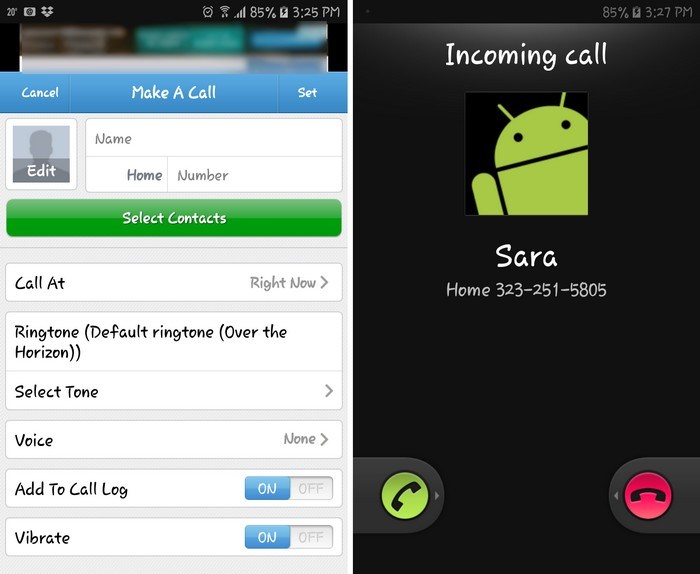 20° 85% 3:25 PM
Cancel Make A Call Set
Edit
Name
Home Number
Select Contacts
Call At Right Now
Ringtone (Default ringtone (Over the
Horizon))
Select Tone
Voice None
Add To Call Log ON OFF
Vibrate ON OFF
85% 3:27 PM
Incoming call
Sara
Home 323-251-5805